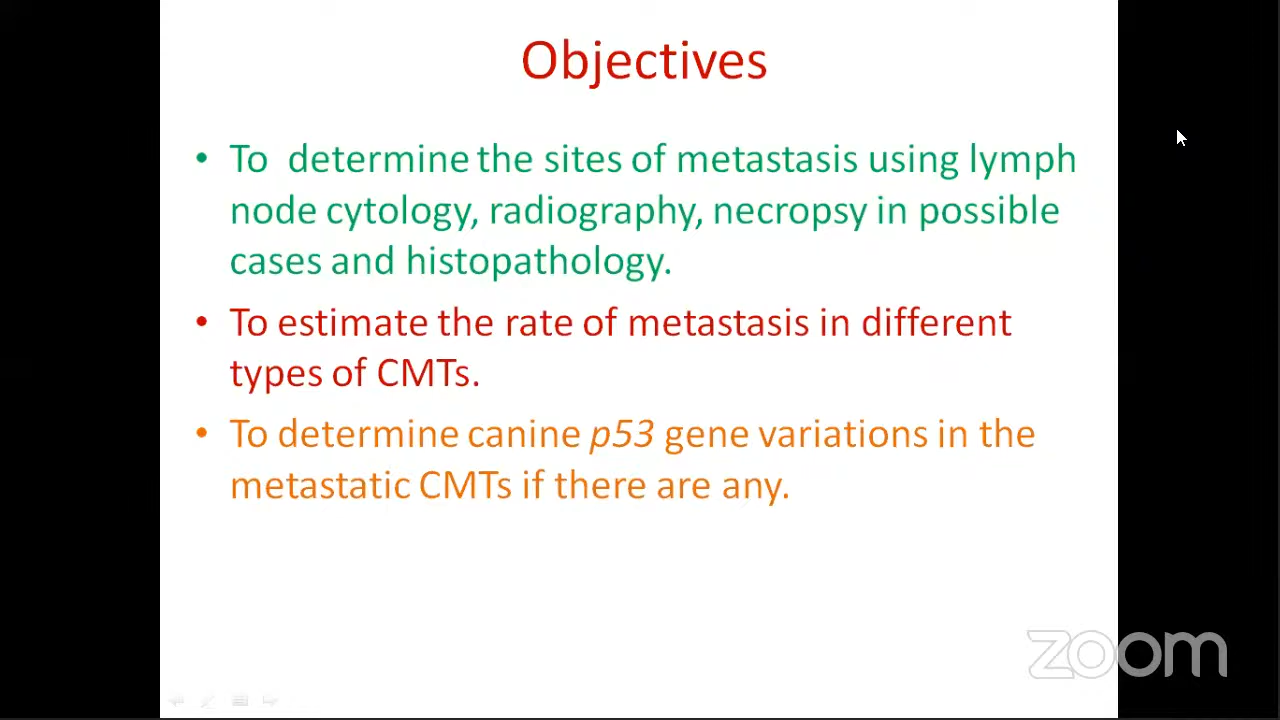 Objectives
• To  determine the sites of metastasis using lymph
node cytology, radiography, necropsy in possible
cases and histopathology.
• To estimate the rate of metastasis in different
types of CMTs.
• To determine canine p53 gene variations in the
metastatic CMTs if there are any.
zoom